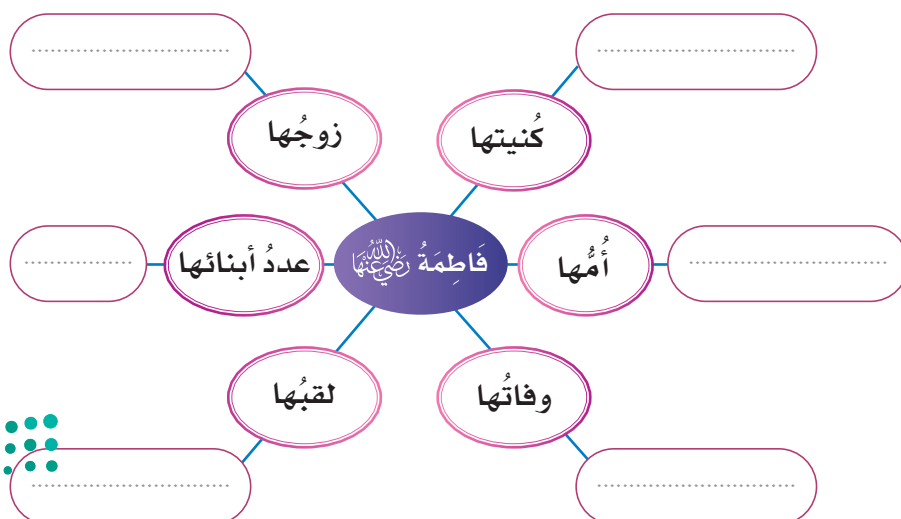 ..............................
..............................
كُنيتها
زوجُها
أُمُّها
فَاطِمَةُ رَضِيَ اللَّهُ عَنْهَا
عددُ أبنائها
..............................
...................
وفاتُها
لقبُها
..............................
..............................